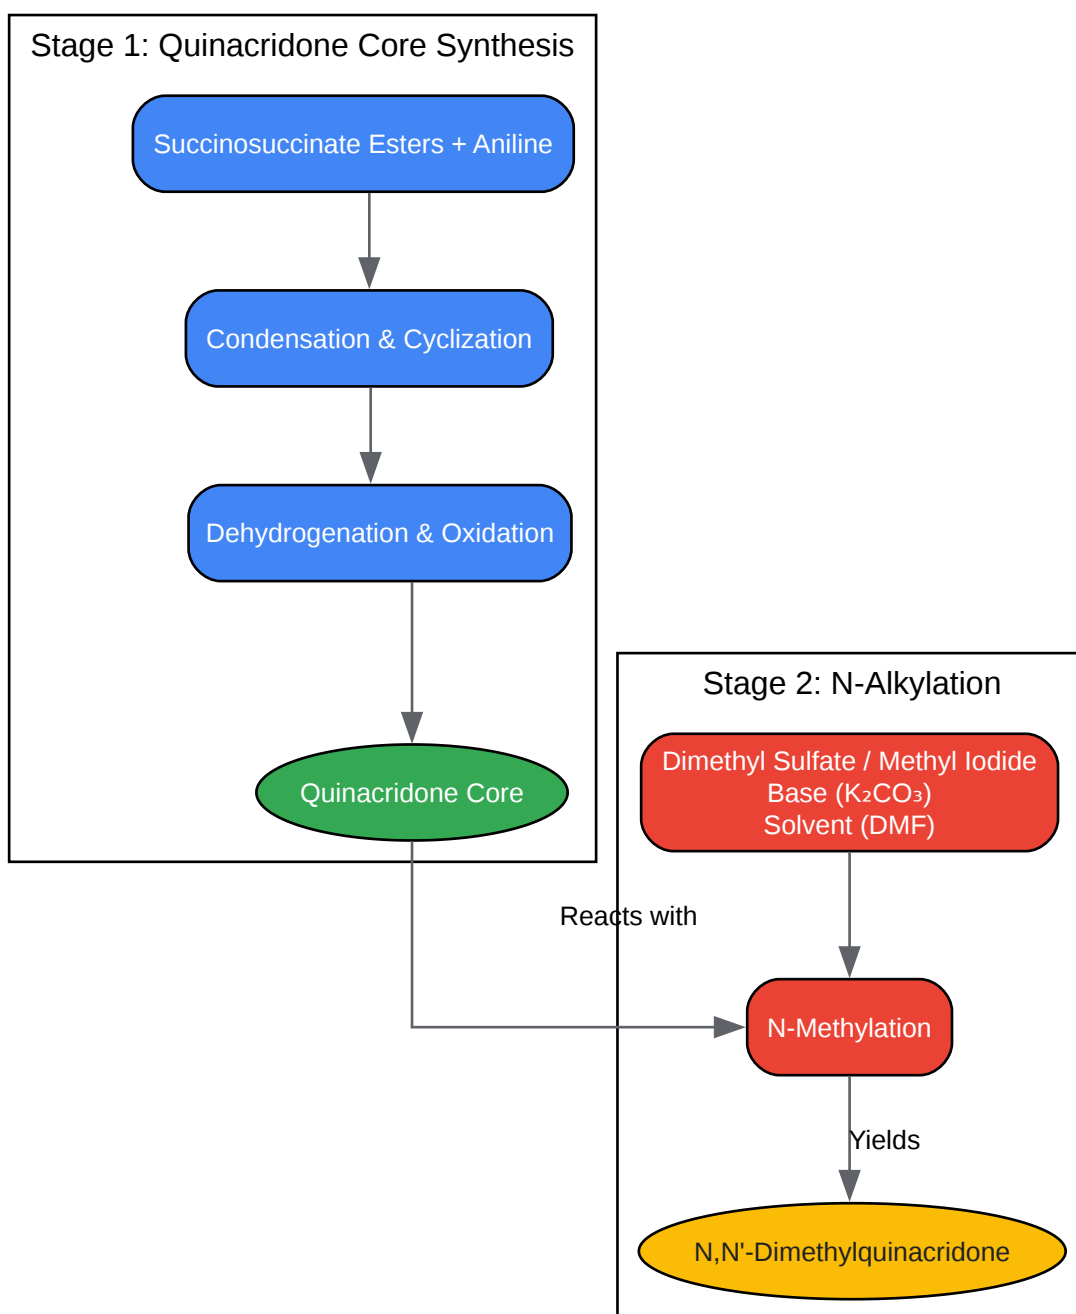 Stage 1: Quinacridone Core Synthesis
Succinosuccinate Esters + Aniline
Condensation & Cyclization
Dehydrogenation & Oxidation
Quinacridone Core
Stage 2: N-Alkylation
Dimethyl Sulfate / Methyl Iodide
Base (K₂CO₃)
Solvent (DMF)
Reacts with
N-Methylation
Yields
N,N'-Dimethylquinacridone